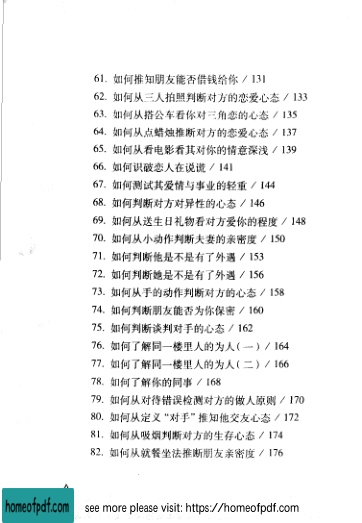 61. 如何推知朋友能否借钱给你 / 131
62. 如何从三人拍照判断对方的恋爱心态 / 133
63. 如何从搭公车看你对三角恋的心态 / 135
64. 如何从点蜡烛推断对方的恋爱心态 / 137
65. 如何从看电影看其对你的情意深浅 / 139
66. 如何识破恋人在说谎 / 141
67. 如何测试其爱情与事业的轻重 / 144
68. 如何判断对方对异性的心态 / 146
69. 如何从送生日礼物看对方爱你的程度 / 148
70. 如何从小动作判断夫妻的亲密度 / 150
71. 如何判断他是不是有了外遇 / 153
72. 如何判断她是不是有了外遇 / 156
73. 如何从手的动作判断对方的心态 / 158
74. 如何判断朋友能否为你保密 / 160
75. 如何判断谈判对手的心态 / 162
76. 如何了解同一楼里人的为人(一) / 164
77. 如何了解同一楼里人的为人(二) / 166
78. 如何了解你的同事 / 168
79. 如何从对待错误检测对方的做人原则 / 170
80. 如何从定义“对手”推知他交友心态 / 172
81. 如何从吸烟判断对方的生存心态 / 174
82. 如何从就餐坐法推断朋友亲密度 / 176
homeofpdf.com see more please visit: https://homeofpdf.com